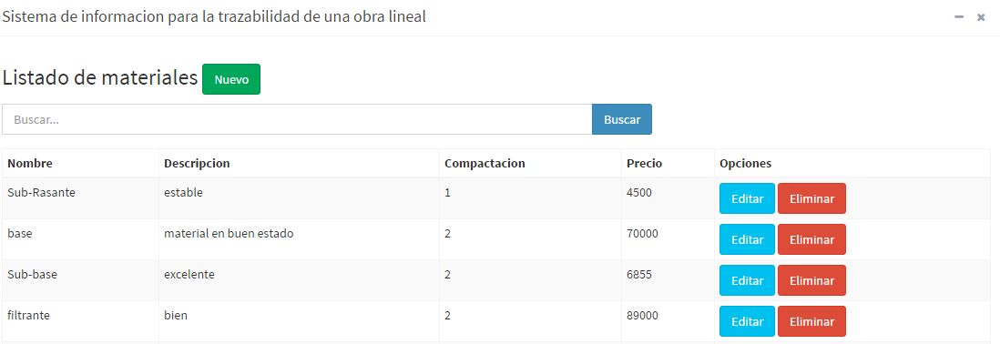 Sistema de informacion para la trazabilidad de una obra lineal
Listado de materiales Nuevo
Buscar... Buscar
Nombre Descripcion Compactacion Precio Opciones
Sub-Rasante estable 1 4500 Editar Eliminar
base material en buen estado 2 70000 Editar Eliminar
Sub-base excelente 2 6855 Editar Eliminar
filtrante bien 2 89000 Editar Eliminar